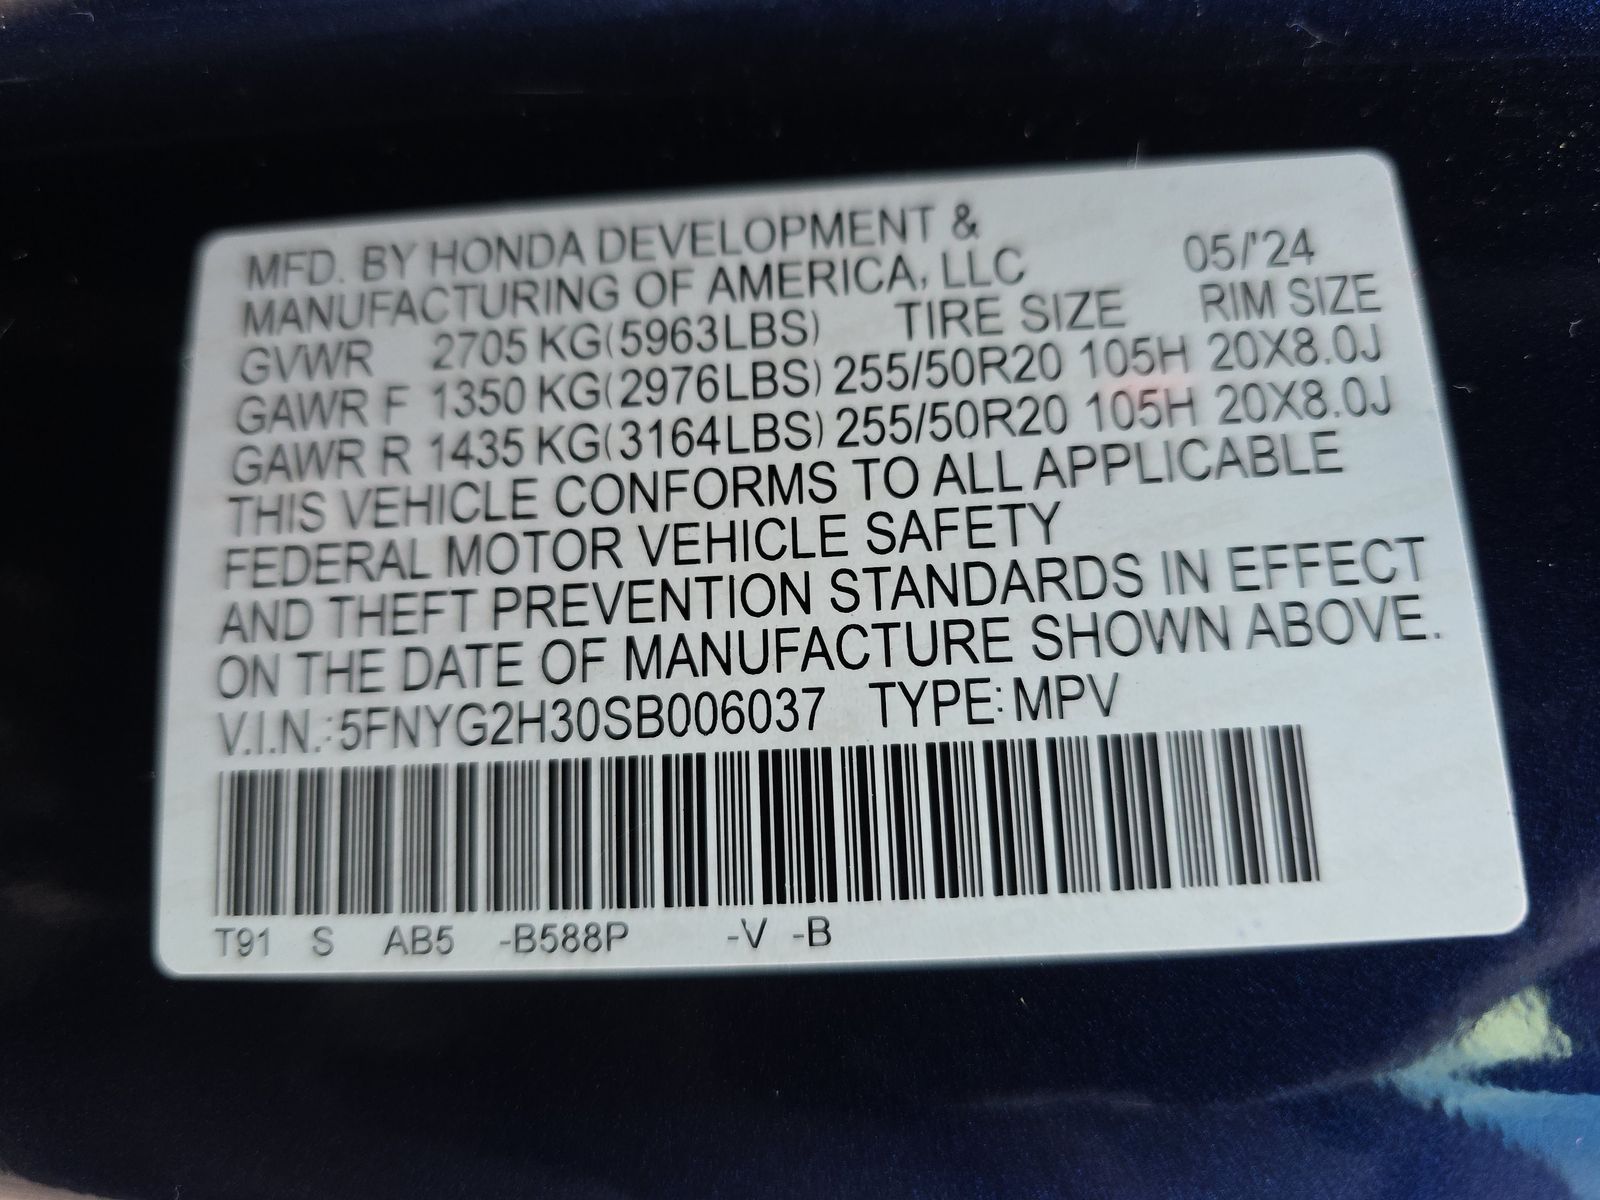 MFD. BY HONDA DEVELOPMENT &
MANUFACTURING OF AMERICA, LLC 05/'24
GVWR 2705 KG(5963LBS) TIRE SIZE RIM SIZE
GAWR F 1350 KG(2976LBS) 255/50R20 105H 20X8.0J
GAWR R 1435 KG(3164LBS) 255/50R20 105H 20X8.0J
THIS VEHICLE CONFORMS TO ALL APPLICABLE
FEDERAL MOTOR VEHICLE SAFETY
AND THEFT PREVENTION STANDARDS IN EFFECT
ON THE DATE OF MANUFACTURE SHOWN ABOVE.
V.I.N.:5FNYG2H30SB006037 TYPE:MPV
T91 S AB5 -B588P -V -B